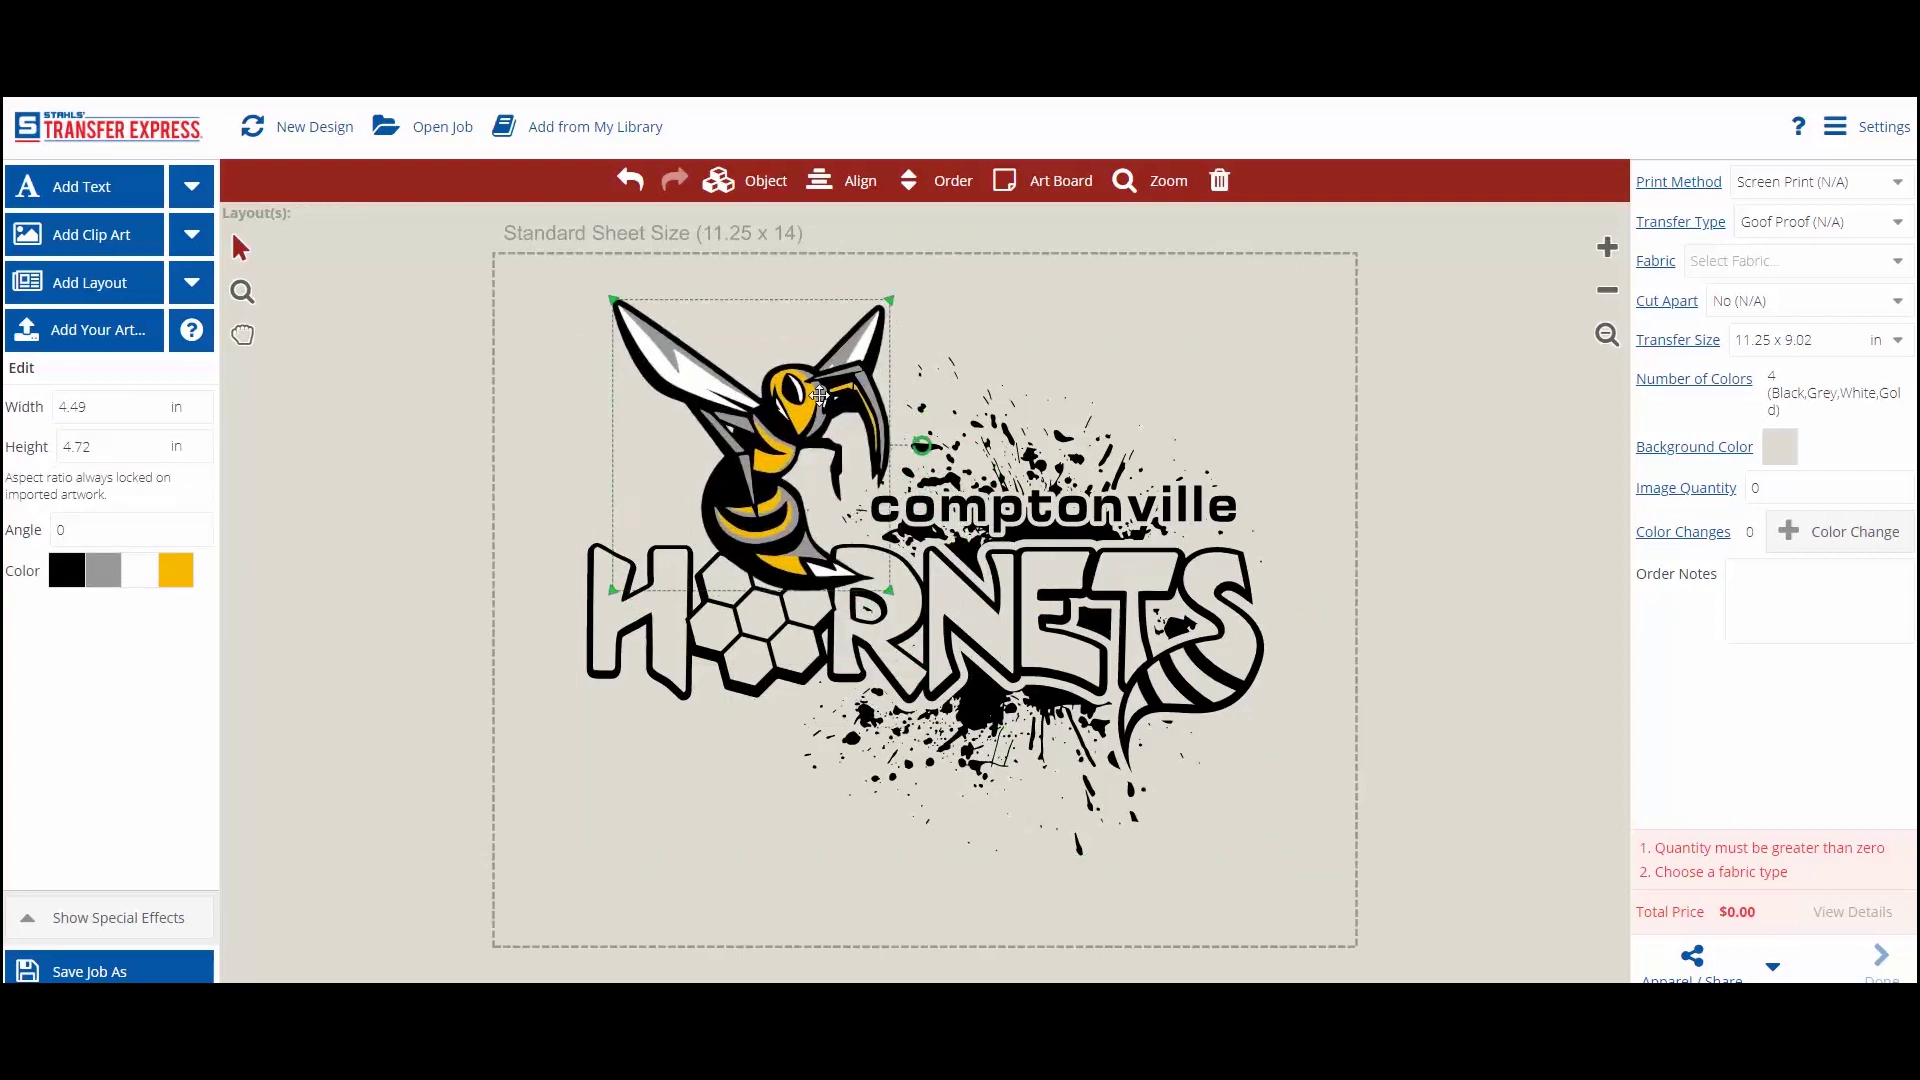 STAHLS'
TRANSFER EXPRESS
New Design
Open Job
Add from My Library
?
Settings
Add Text
Add Clip Art
Add Layout
Add Your Art...
?
Object
Align
Order
Art Board
Zoom
Layout(s):
Standard Sheet Size (11.25 x 14)
Edit
Width 4.49 in
Height 4.72 in
Aspect ratio always locked on
imported artwork.
Angle 0
Color
Show Special Effects
Save Job As
comptonville
HORNETS
Print Method Screen Print (N/A)
Transfer Type Goof Proof (N/A)
Fabric Select Fabric...
Cut Apart No (N/A)
Transfer Size 11.25 x 9.02 in
Number of Colors 4
(Black,Grey,White,Gol
d)
Background Color
Image Quantity 0
Color Changes 0 Color Change
Order Notes
1. Quantity must be greater than zero
2. Choose a fabric type
Total Price $0.00 View Details
Apparel / Share
Done